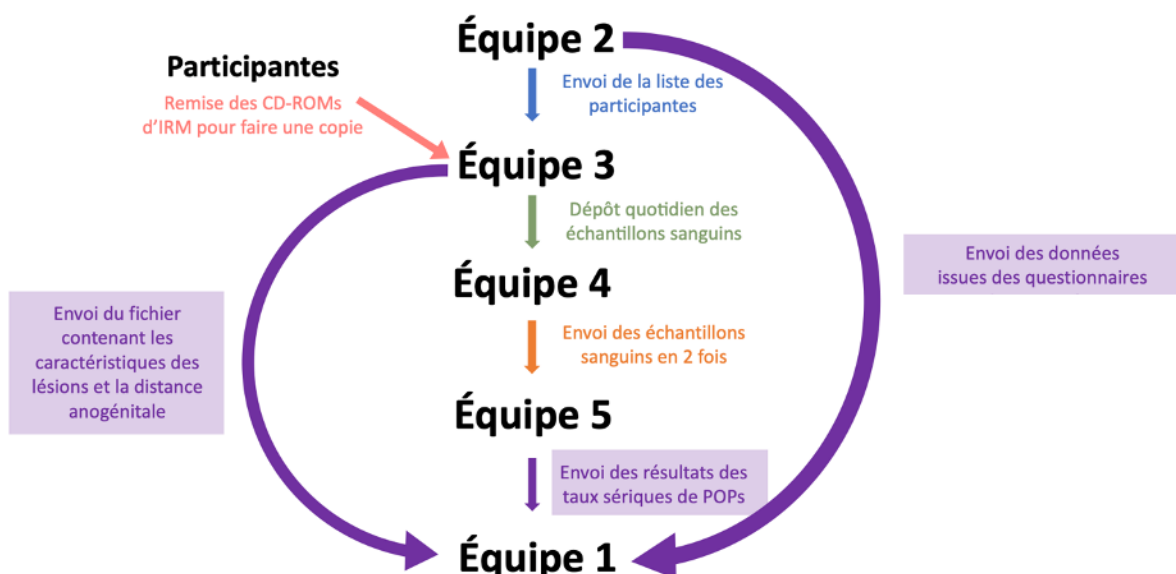 Équipe 2
Participantes
Remise des CD-ROMs
d'IRM pour faire une copie
Envoi de la liste des
participantes
Équipe 3
Dépôt quotidien des
échantillons sanguins
Envoi des données
issues des questionnaires
Équipe 4
Envoi du fichier
contenant les
caractéristiques des
lésions et la distance
anogénitale
Envoi des échantillons
sanguins en 2 fois
Équipe 5
Envoi des résultats des
taux sériques de POPs
Équipe 1